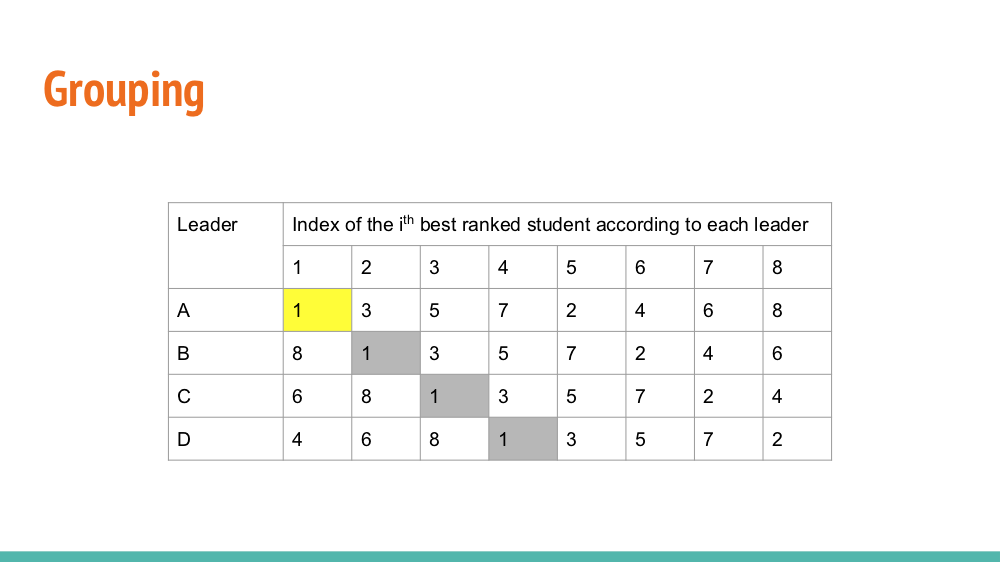 Grouping
Leader Index of the ith best ranked student according to each leader
1 2 3 4 5 6 7 8
A 1 3 5 7 2 4 6 8
B 8 1 3 5 7 2 4 6
C 6 8 1 3 5 7 2 4
D 4 6 8 1 3 5 7 2